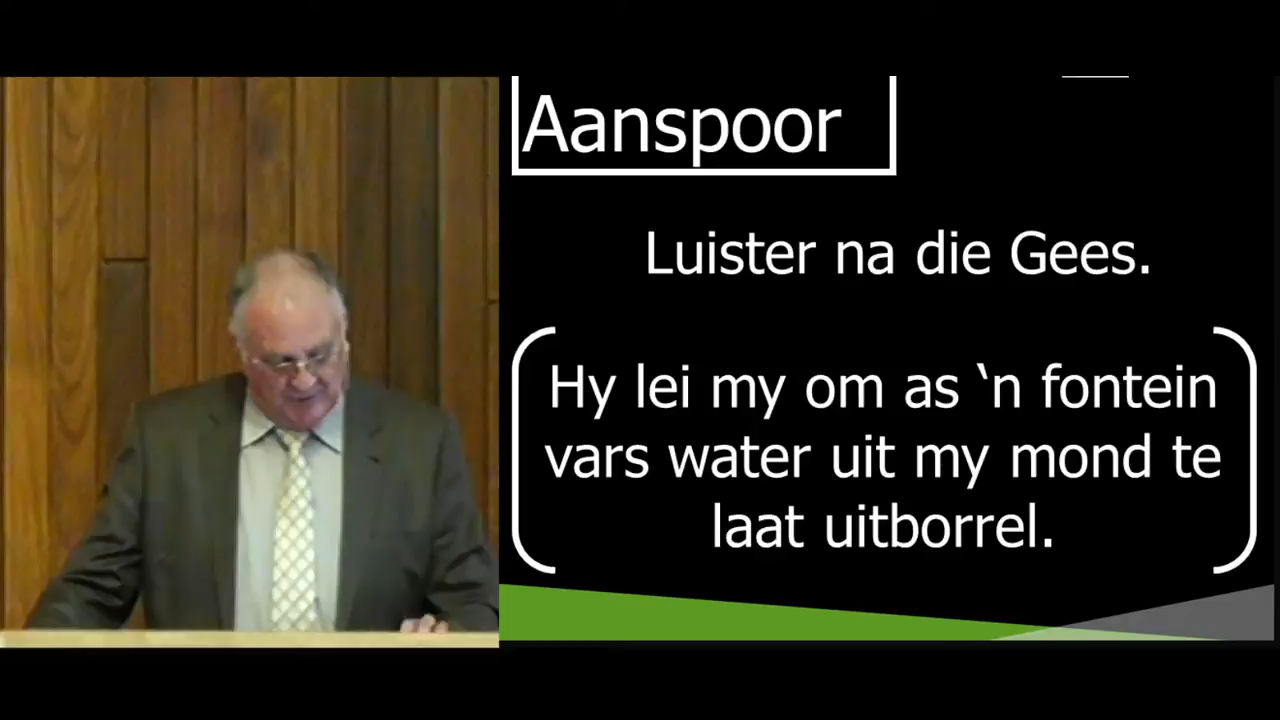 Aanspoor
Luister na die Gees.
Hy lei my om as ‘n fontein
vars water uit my mond te
laat uitborrel.